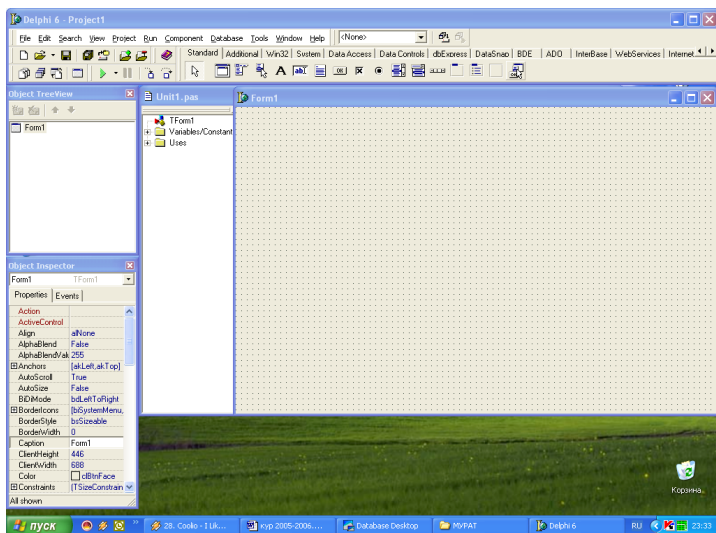 Delphi 6 - Project1
File Edit Search View Project Run Component Database Tools Window Help <None>
Standard Additional Win32 System Data Access Data Controls dbExpress DataSnap BDE ADO InterBase WebServices Internet
Object TreeView
Form1
Unit1.pas
TForm1
Variables/Constant
Uses
Form1
Object Inspector
Form1 TForm1
Properties Events
Action
ActiveControl
Align alNone
AlphaBlend False
AlphaBlendVal 255
Anchors [akLeft,akTop]
AutoScroll True
AutoSize False
BiDiMode bdLeftToRight
BorderIcons [biSystemMenu,
BorderStyle bsSizeable
BorderWidth 0
Caption Form1
ClientHeight 446
ClientWidth 688
Color clBtnFace
Constraints (TSizeConstrain
All shown
Корзина
пуск 28. Coolio - I Lik... кур 2005-2006.... Database Desktop МУРАТ Delphi 6 RU 23:33